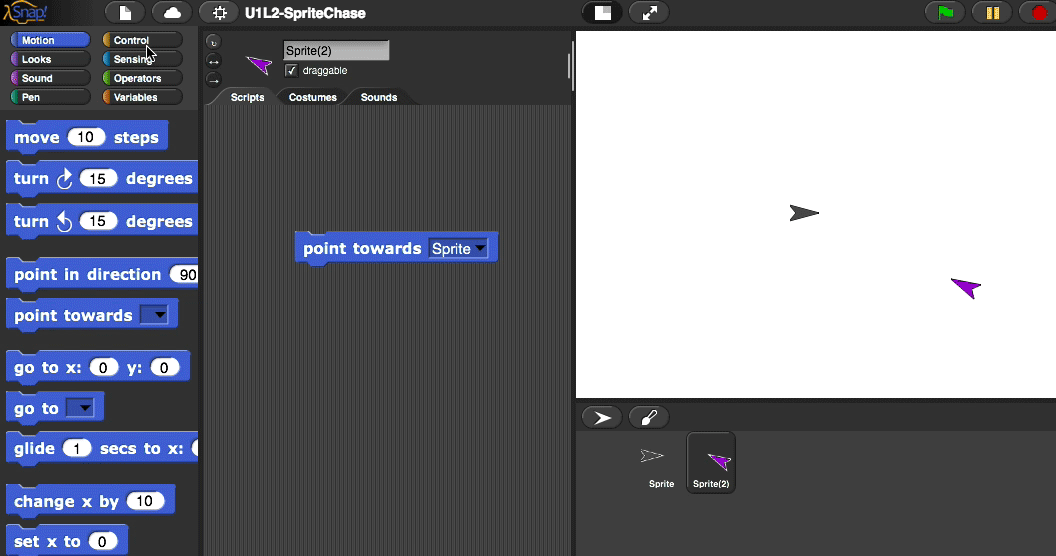 Snap!
U1L2-SpriteChase
Motion
Control
Looks
Sensing
Sound
Operators
Pen
Variables
Sprite(2)
draggable
Scripts
Costumes
Sounds
move 10 steps
turn 15 degrees
turn 15 degrees
point in direction 90
point towards
go to x: 0 y: 0
go to
glide 1 secs to x:
change x by 10
set x to 0
point towards Sprite
Sprite
Sprite(2)